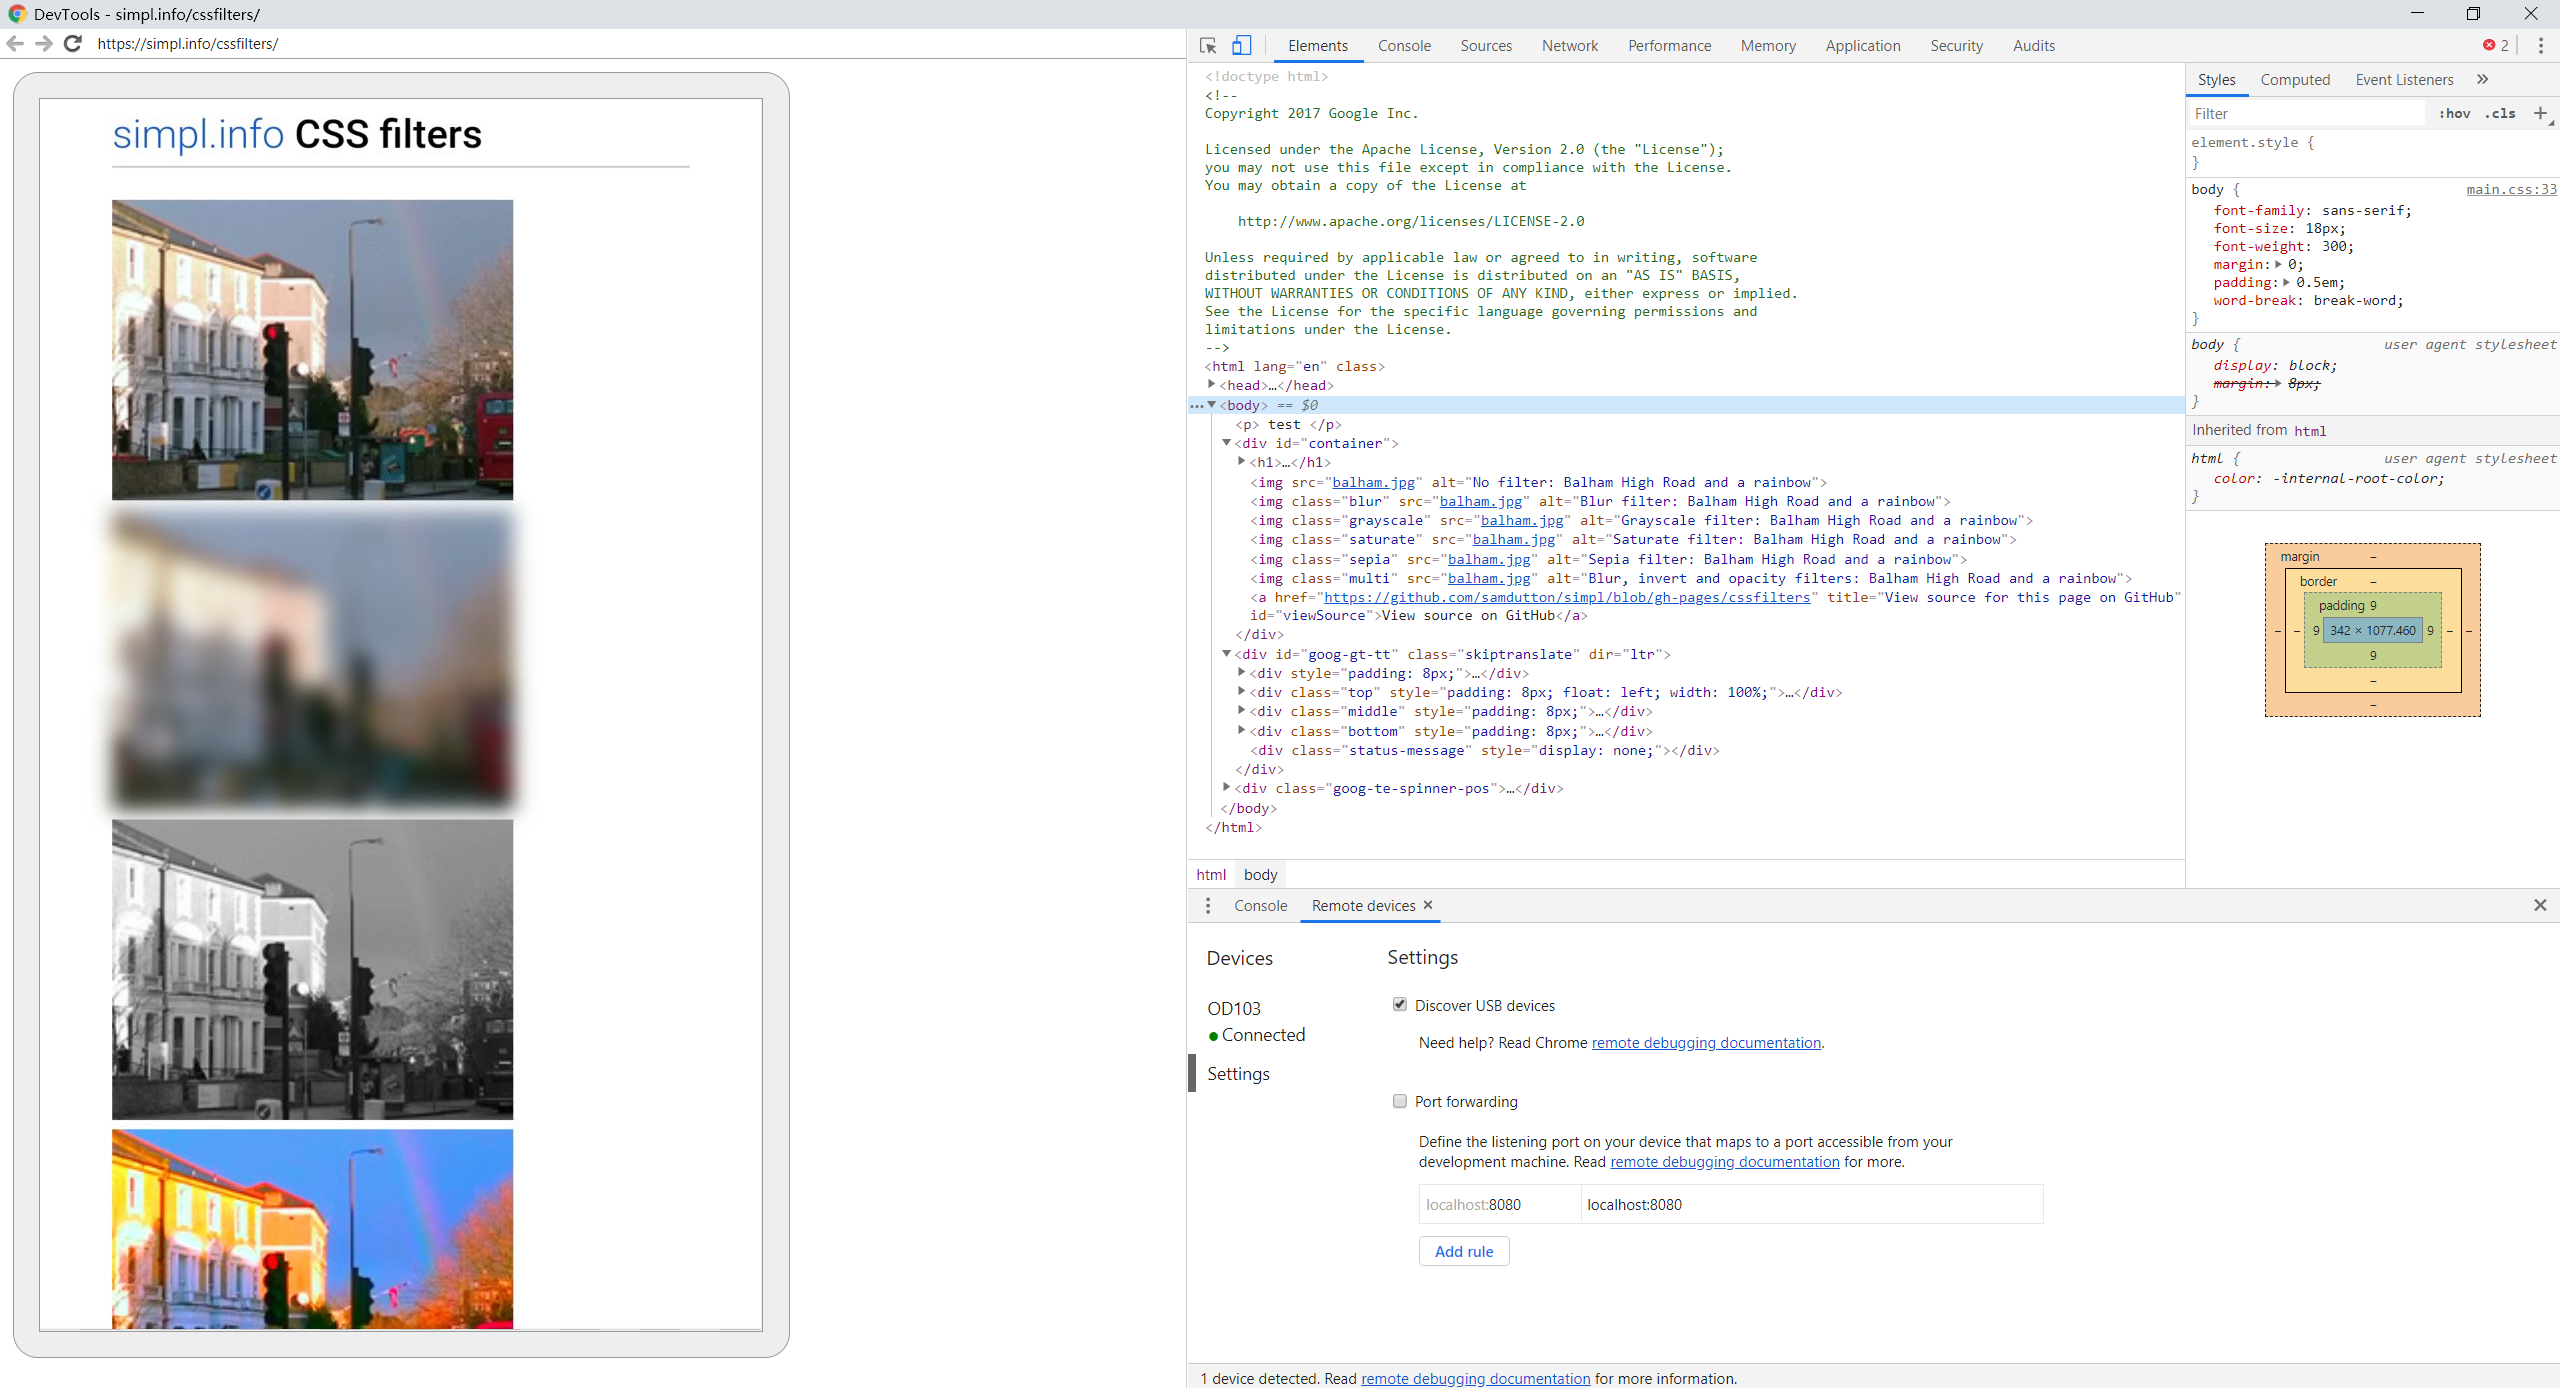 DevTools - simpl.info/cssfilters/
https://simpl.info/cssfilters/
simpl.info CSS filters
Elements Console Sources Network Performance Memory Application Security Audits 2
<!doctype html>
<!--
Copyright 2017 Google Inc.
Licensed under the Apache License, Version 2.0 (the "License");
you may not use this file except in compliance with the License.
You may obtain a copy of the License at
http://www.apache.org/licenses/LICENSE-2.0
Unless required by applicable law or agreed to in writing, software
distributed under the License is distributed on an "AS IS" BASIS,
WITHOUT WARRANTIES OR CONDITIONS OF ANY KIND, either express or implied.
See the License for the specific language governing permissions and
limitations under the License.
-->
<html lang="en" class>
<head>…</head>
<body> == $0
<p> test </p>
<div id="container">
<h1>…</h1>
<img src="balham.jpg" alt="No filter: Balham High Road and a rainbow">
<img class="blur" src="balham.jpg" alt="Blur filter: Balham High Road and a rainbow">
<img class="grayscale" src="balham.jpg" alt="Grayscale filter: Balham High Road and a rainbow">
<img class="saturate" src="balham.jpg" alt="Saturate filter: Balham High Road and a rainbow">
<img class="sepia" src="balham.jpg" alt="Sepia filter: Balham High Road and a rainbow">
<img class="multi" src="balham.jpg" alt="Blur, invert and opacity filters: Balham High Road and a rainbow">
<a href="https://github.com/samdutton/simpl/blob/gh-pages/cssfilters" title="View source for this page on GitHub"
id="viewSource">View source on GitHub</a>
</div>
<div id="goog-gt-tt" class="skiptranslate" dir="ltr">
<div style="padding: 8px;">…</div>
<div class="top" style="padding: 8px; float: left; width: 100%;">…</div>
<div class="middle" style="padding: 8px;">…</div>
<div class="bottom" style="padding: 8px;">…</div>
<div class="status-message" style="display: none;"></div>
</div>
<div class="goog-te-spinner-pos">…</div>
</body>
</html>
html body
Styles Computed Event Listeners »
Filter :hov .cls +
element.style {
}
body { main.css:33
font-family: sans-serif;
font-size: 18px;
font-weight: 300;
margin: 0;
padding: 0.5em;
word-break: break-word;
}
body { user agent stylesheet
display: block;
margin: 8px;
}
Inherited from html
html { user agent stylesheet
color: -internal-root-color;
}
margin –
border –
padding 9
– – 9 342 × 1077.460 9 – –
9
–
–
Console Remote devices
Devices
OD103
Connected
Settings
Settings
Discover USB devices
Need help? Read Chrome remote debugging documentation.
Port forwarding
Define the listening port on your device that maps to a port accessible from your
development machine. Read remote debugging documentation for more.
localhost:8080 localhost:8080
Add rule
1 device detected. Read remote debugging documentation for more information.